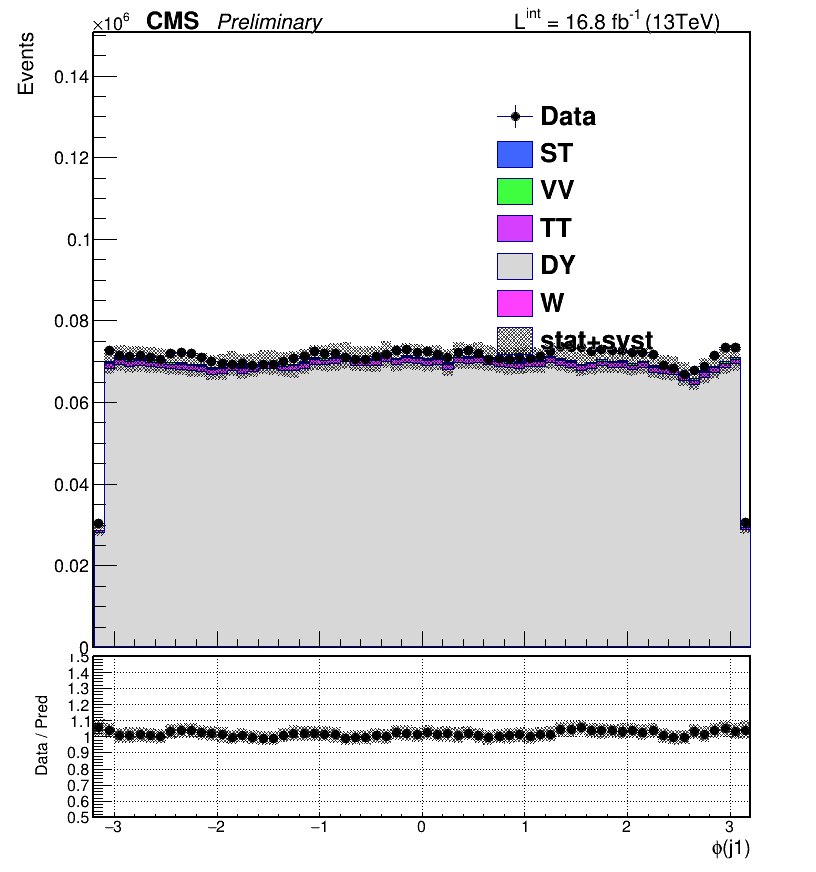 ×10⁶ CMS Preliminary L^int = 16.8 fb⁻¹ (13TeV)
Events
0.14
0.12
0.1
0.08
0.06
0.04
0.02
0
Data
ST
VV
TT
DY
W
stat+syst
Data / Pred
1.5
1.4
1.3
1.2
1.1
1
0.9
0.8
0.7
0.6
0.5
−3 −2 −1 0 1 2 3
ϕ(j1)